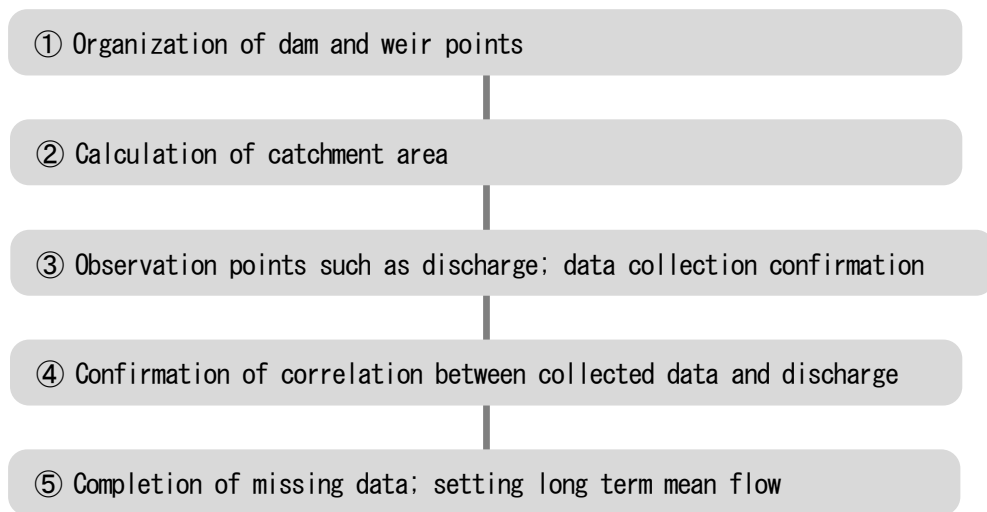 ① Organization of dam and weir points
② Calculation of catchment area
③ Observation points such as discharge; data collection confirmation
④ Confirmation of correlation between collected data and discharge
⑤ Completion of missing data; setting long term mean flow